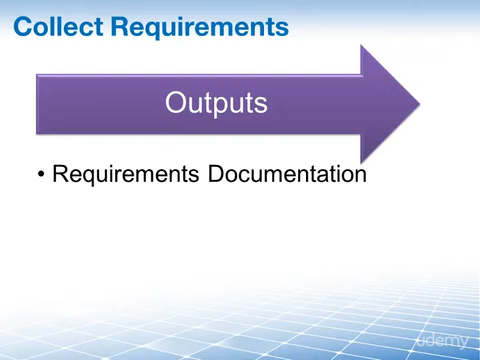 Collect Requirements
Outputs
• Requirements Documentation
udemy